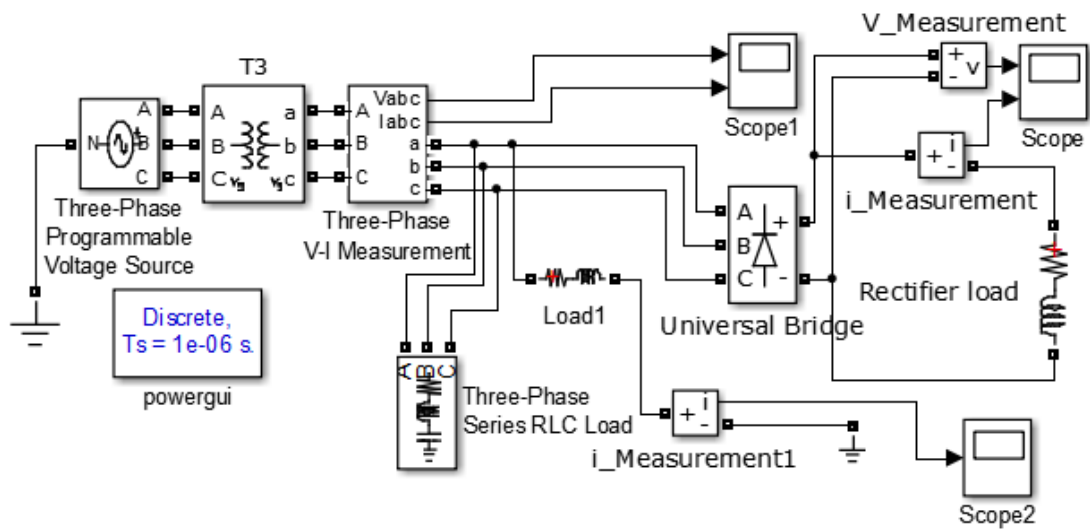 V_Measurement
+
-
v
Scope
T3
A
B
C
N
A
B
C
a
b
c
A
B
C
Vabc
Iabc
a
b
c
Scope1
+
i
-
i_Measurement
Three-Phase
Programmable
Voltage Source
Three-Phase
V-I Measurement
A
B
C
+
-
Universal Bridge
Rectifier load
Load1
Discrete,
Ts = 1e-06 s.
powergui
A B C
Three-Phase
Series RLC Load
+
i
-
i_Measurement1
Scope2